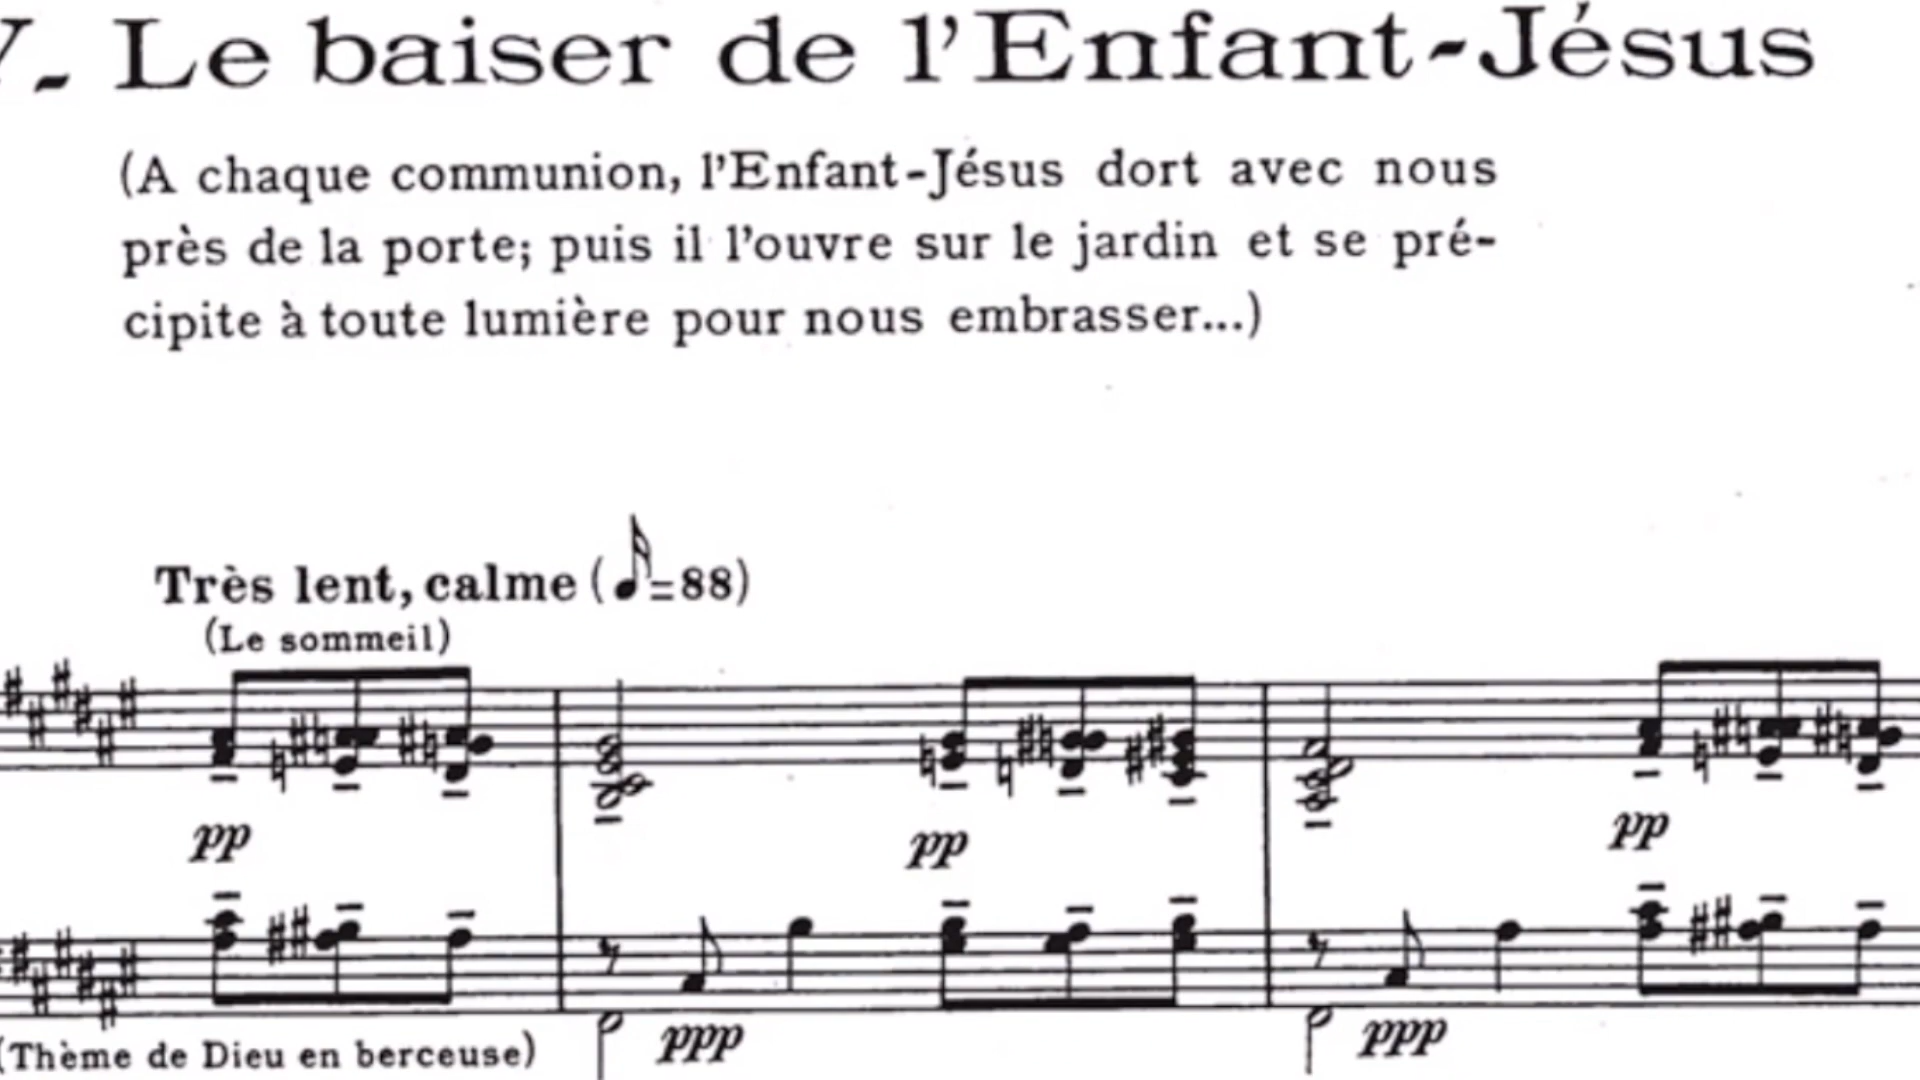 - Le baiser de l'Enfant-Jésus
(A chaque communion, l'Enfant-Jésus dort avec nous
près de la porte; puis il l'ouvre sur le jardin et se pré-
cipite à toute lumière pour nous embrasser...)
Très lent, calme (𝅘𝅥𝅯=88)
(Le sommeil)
pp pp pp
(Thème de Dieu en berceuse) ppp ppp